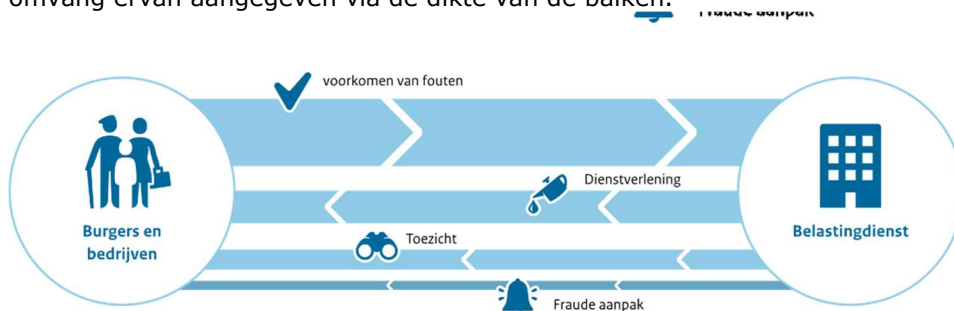 omvang ervan aangegeven via de dikte van de balken.
Fraude aanpak
voorkomen van fouten
Dienstverlening
Burgers en
bedrijven
Toezicht
Belastingdienst
Fraude aanpak